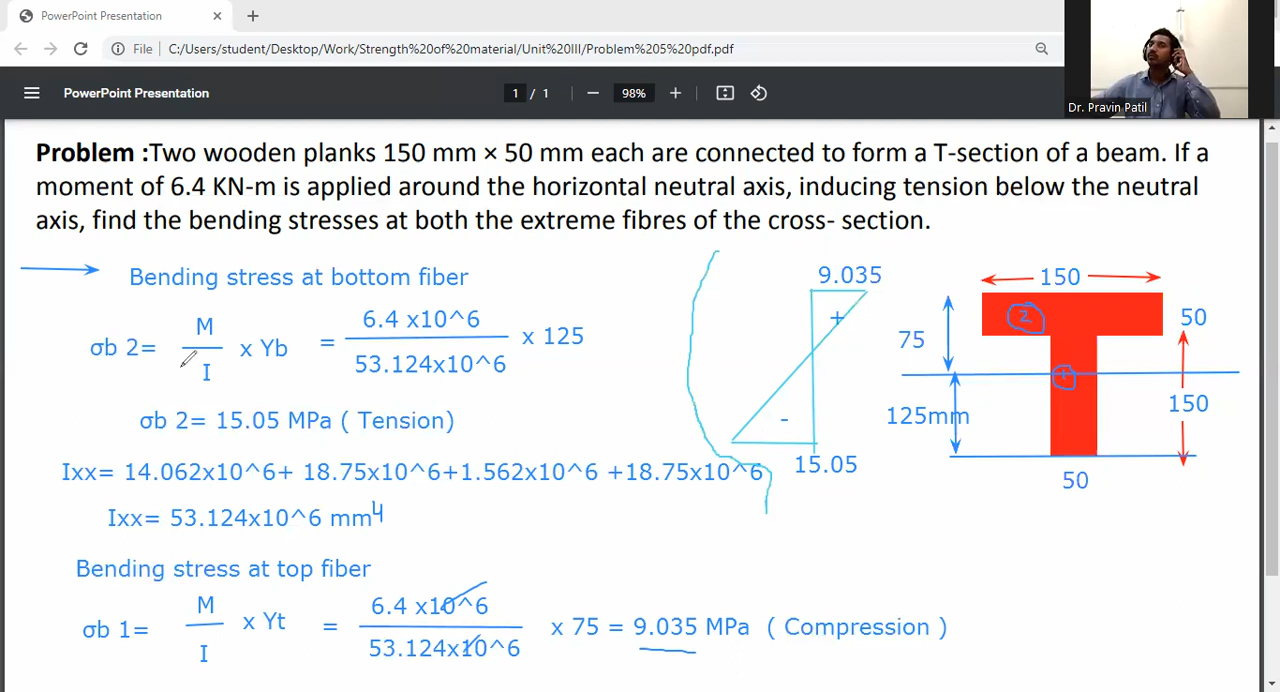 PowerPoint Presentation
File C:/Users/student/Desktop/Work/Strength%20of%20material/Unit%20III/Problem%205%20pdf.pdf
PowerPoint Presentation
1 / 1
98%
Dr. Pravin Patil
Problem :Two wooden planks 150 mm × 50 mm each are connected to form a T-section of a beam. If a
moment of 6.4 KN-m is applied around the horizontal neutral axis, inducing tension below the neutral
axis, find the bending stresses at both the extreme fibres of the cross- section.
Bending stress at bottom fiber
σb 2= M / I x Yb = 6.4 x10^6 / 53.124x10^6 x 125
σb 2= 15.05 MPa ( Tension)
Ixx= 14.062x10^6+ 18.75x10^6+1.562x10^6 +18.75x10^6
Ixx= 53.124x10^6 mm4
Bending stress at top fiber
σb 1= M / I x Yt = 6.4 x10^6 / 53.124x10^6 x 75 = 9.035 MPa ( Compression )
9.035
+
-
15.05
150
2
50
75
1
125mm
150
50